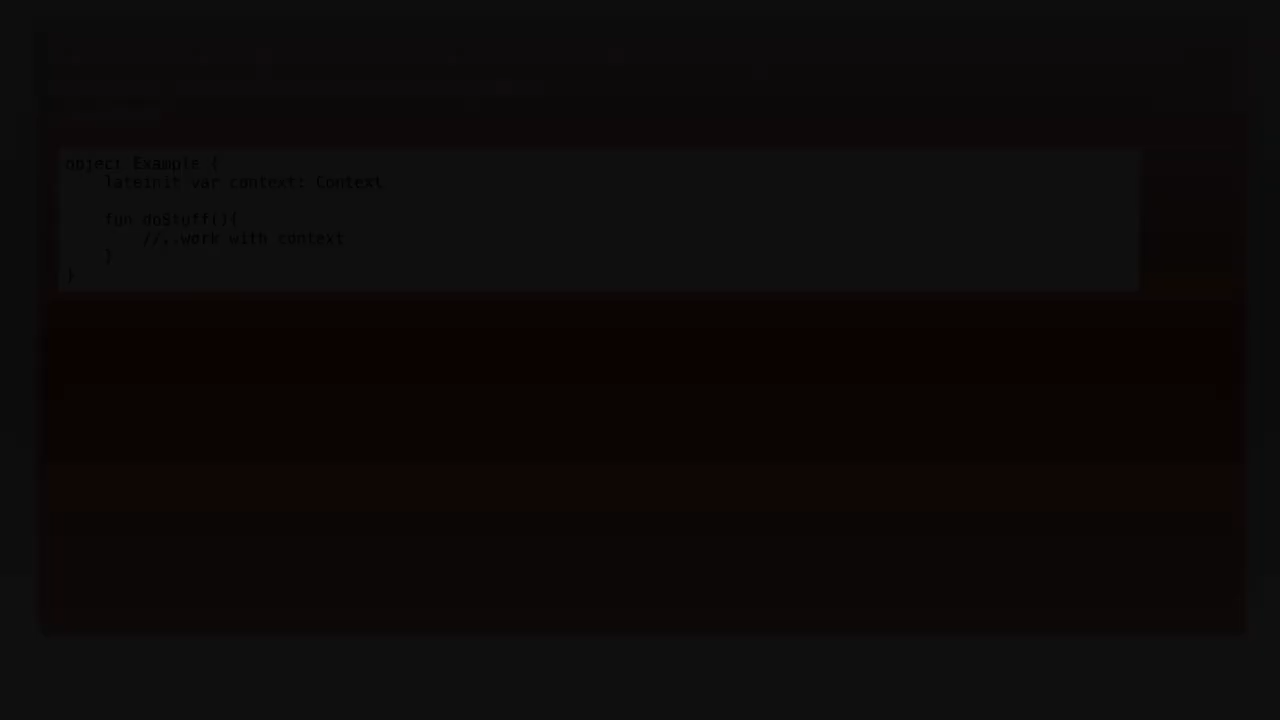 object Example {
    lateinit var context: Context
    fun doStuff(){
        //..work with context
    }
}